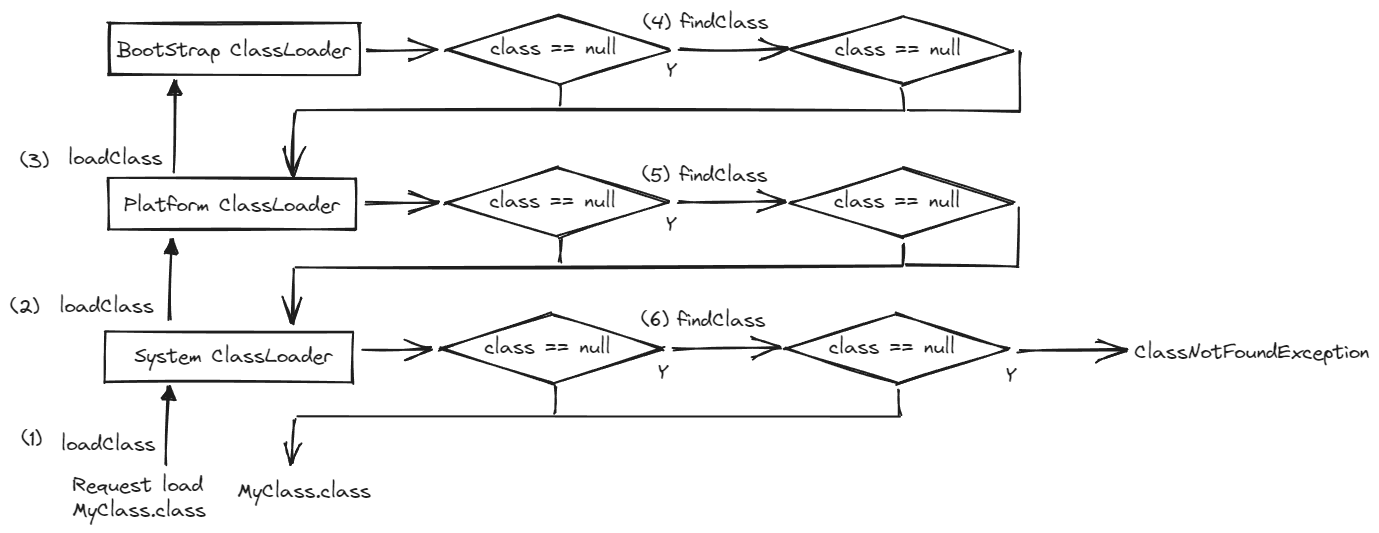 (4) findClass
BootStrap ClassLoader
class == null
class == null
Y
(3) loadClass
(5) findClass
Platform ClassLoader
class == null
class == null
Y
(2) loadClass
(6) findClass
System ClassLoader
class == null
class == null
ClassNotFoundException
Y
Y
(1) loadClass
Request load
MyClass.class
MyClass.class